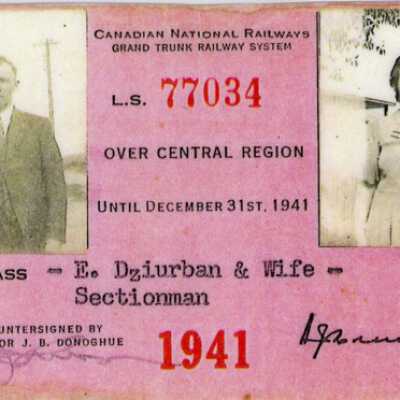 CANADIAN NATIONAL RAILWAYS
GRAND TRUNK RAILWAY SYSTEM
L.S. 77034
OVER CENTRAL REGION
UNTIL DECEMBER 31ST. 1941
ASS - E. Dziurban & Wife -
Sectionman
UNTERSIGNED BY
OR J. B. DONOGHUE
1941